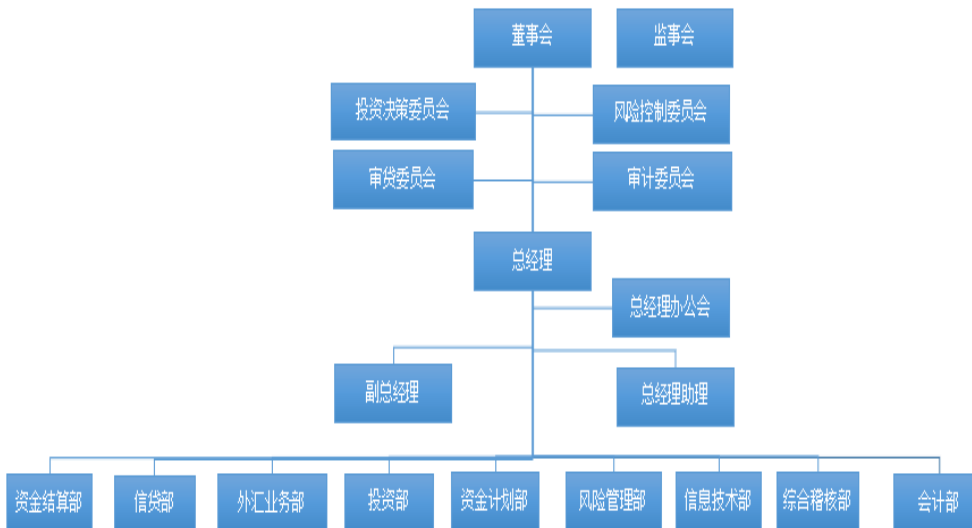 董事会
监事会
投资决策委员会
风险控制委员会
审贷委员会
审计委员会
总经理
总经理办公会
副总经理
总经理助理
资金结算部
信贷部
外汇业务部
投资部
资金计划部
风险管理部
信息技术部
综合稽核部
会计部